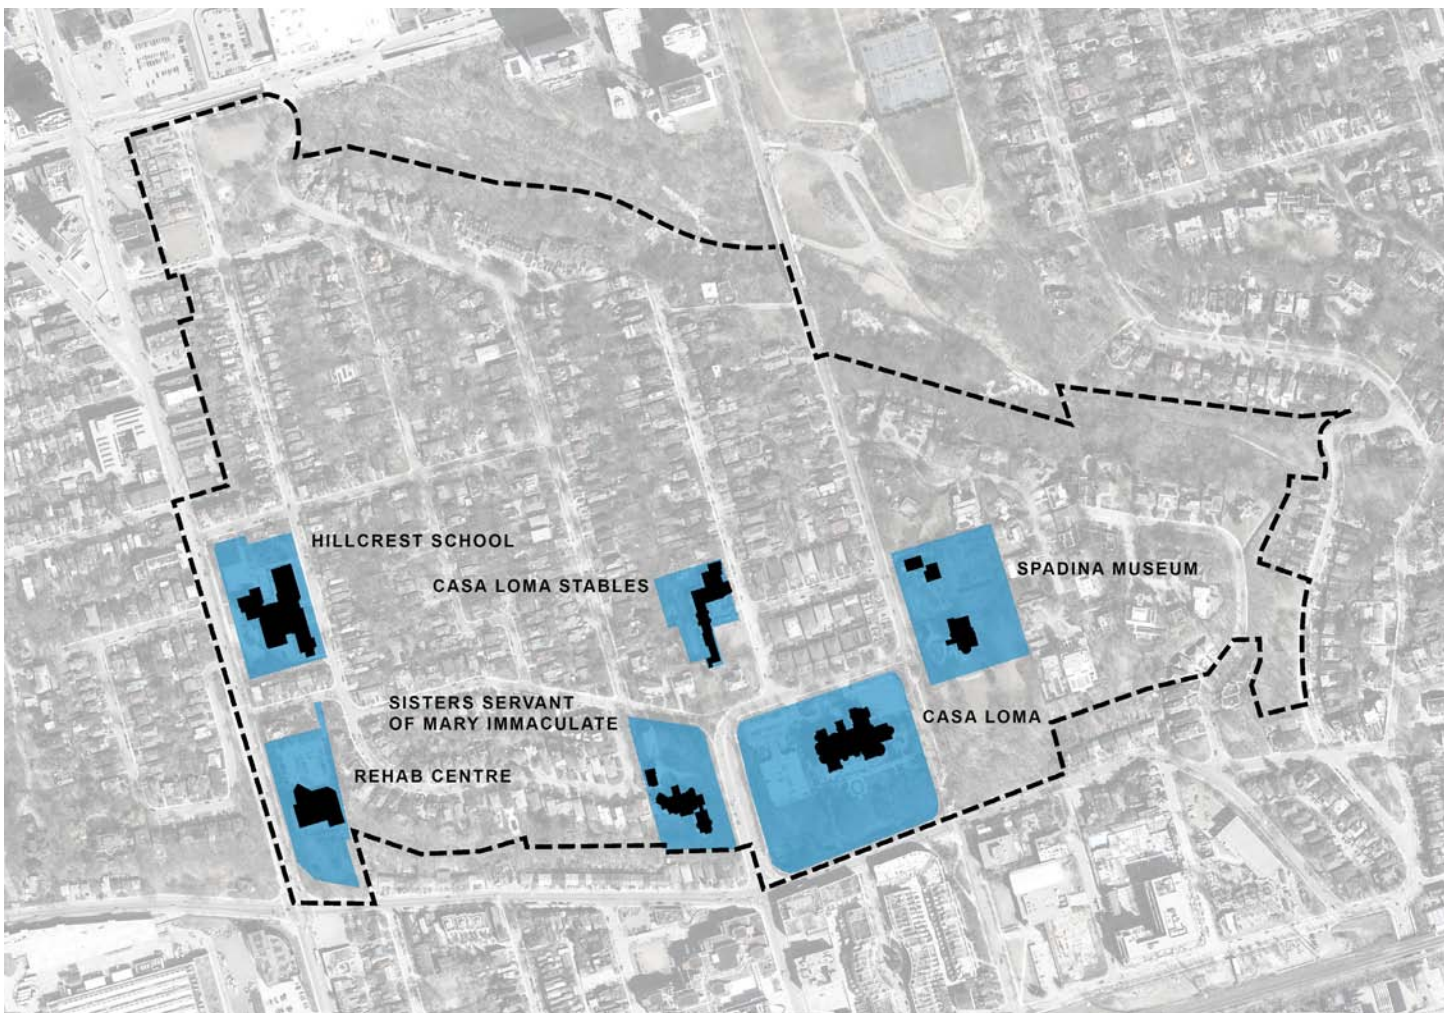 HILLCREST SCHOOL
CASA LOMA STABLES
SPADINA MUSEUM
SISTERS SERVANT
OF MARY IMMACULATE
CASA LOMA
REHAB CENTRE